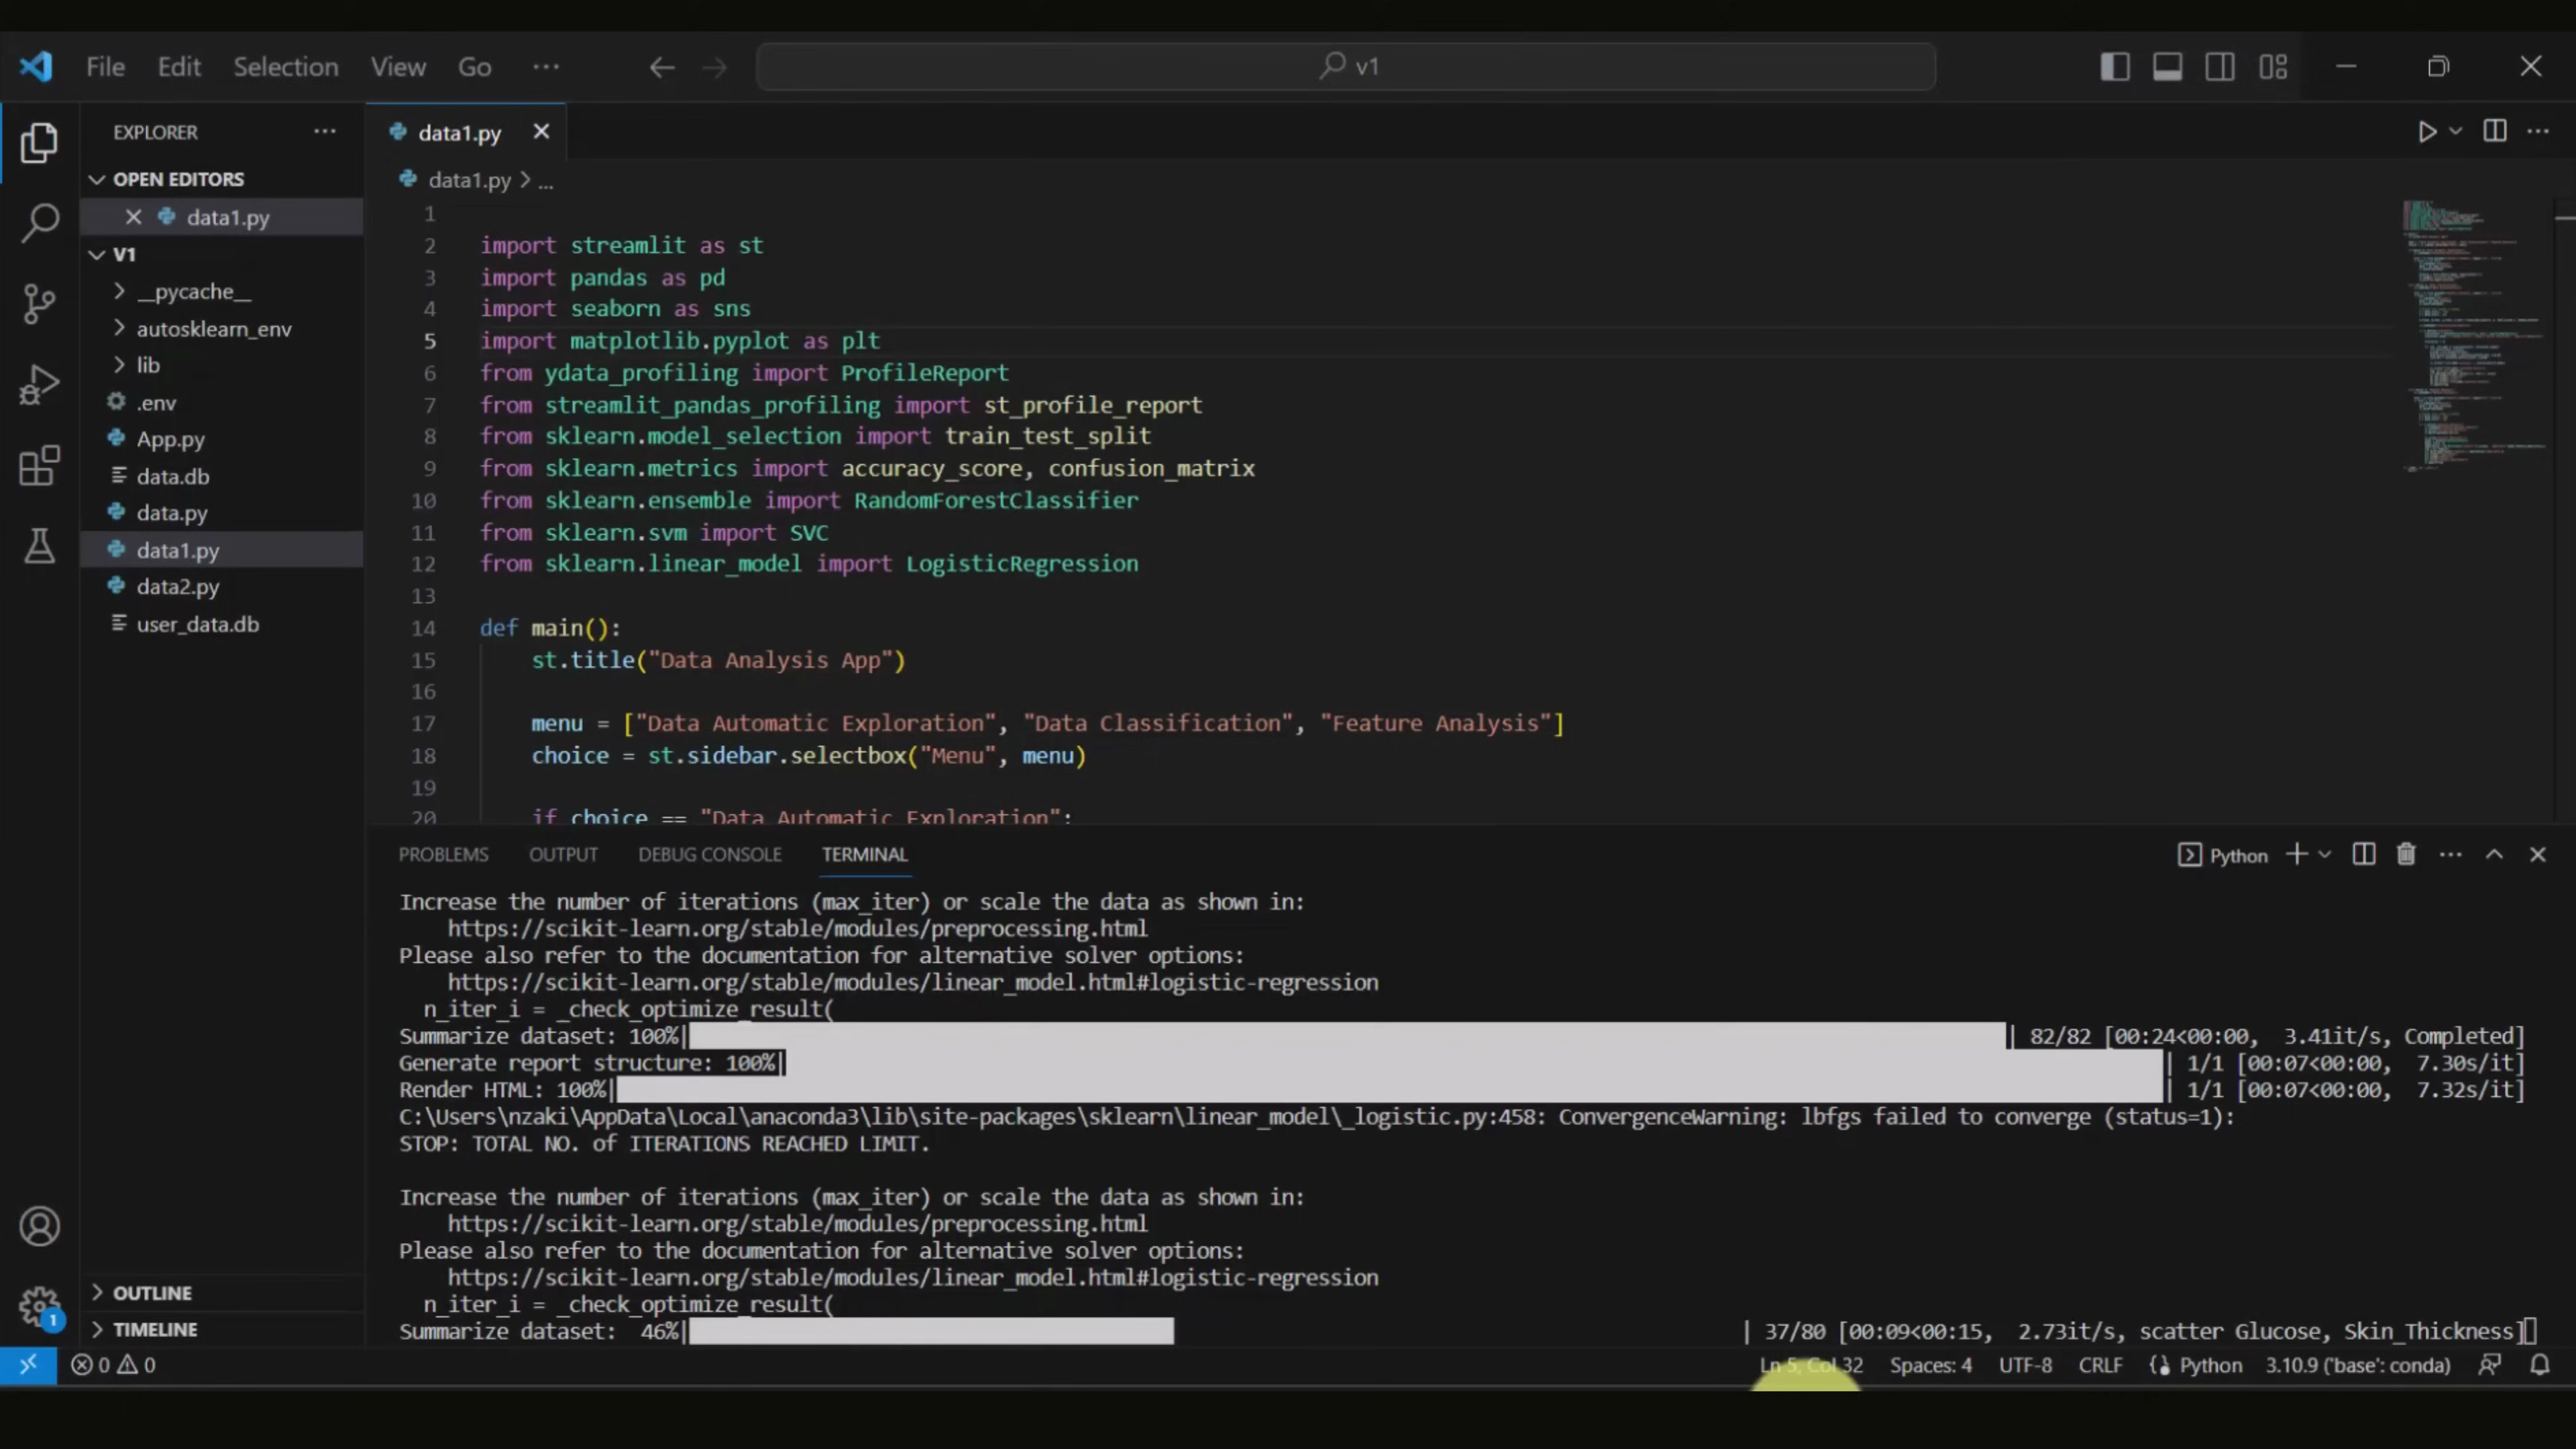 File Edit Selection View Go ··· v1
EXPLORER ···
OPEN EDITORS
data1.py
V1
__pycache__
autosklearn_env
lib
.env
App.py
data.db
data.py
data1.py
data2.py
user_data.db
OUTLINE
TIMELINE
1
data1.py
data1.py > ...
1
2 import streamlit as st
3 import pandas as pd
4 import seaborn as sns
5 import matplotlib.pyplot as plt
6 from ydata_profiling import ProfileReport
7 from streamlit_pandas_profiling import st_profile_report
8 from sklearn.model_selection import train_test_split
9 from sklearn.metrics import accuracy_score, confusion_matrix
10 from sklearn.ensemble import RandomForestClassifier
11 from sklearn.svm import SVC
12 from sklearn.linear_model import LogisticRegression
13
14 def main():
15     st.title("Data Analysis App")
16
17     menu = ["Data Automatic Exploration", "Data Classification", "Feature Analysis"]
18     choice = st.sidebar.selectbox("Menu", menu)
19
20     if choice == "Data Automatic Exploration":
PROBLEMS OUTPUT DEBUG CONSOLE TERMINAL Python
Increase the number of iterations (max_iter) or scale the data as shown in:
    https://scikit-learn.org/stable/modules/preprocessing.html
Please also refer to the documentation for alternative solver options:
    https://scikit-learn.org/stable/modules/linear_model.html#logistic-regression
  n_iter_i = _check_optimize_result(
Summarize dataset: 100%| | 82/82 [00:24<00:00,  3.41it/s, Completed]
Generate report structure: 100%| | 1/1 [00:07<00:00,  7.30s/it]
Render HTML: 100%| | 1/1 [00:07<00:00,  7.32s/it]
C:\Users\nzaki\AppData\Local\anaconda3\lib\site-packages\sklearn\linear_model\_logistic.py:458: ConvergenceWarning: lbfgs failed to converge (status=1):
STOP: TOTAL NO. of ITERATIONS REACHED LIMIT.
Increase the number of iterations (max_iter) or scale the data as shown in:
    https://scikit-learn.org/stable/modules/preprocessing.html
Please also refer to the documentation for alternative solver options:
    https://scikit-learn.org/stable/modules/linear_model.html#logistic-regression
  n_iter_i = _check_optimize_result(
Summarize dataset:  46%| | 37/80 [00:09<00:15,  2.73it/s, scatter Glucose, Skin_Thickness]
0 0 Ln 5, Col 32 Spaces: 4 UTF-8 CRLF Python 3.10.9 ('base': conda)